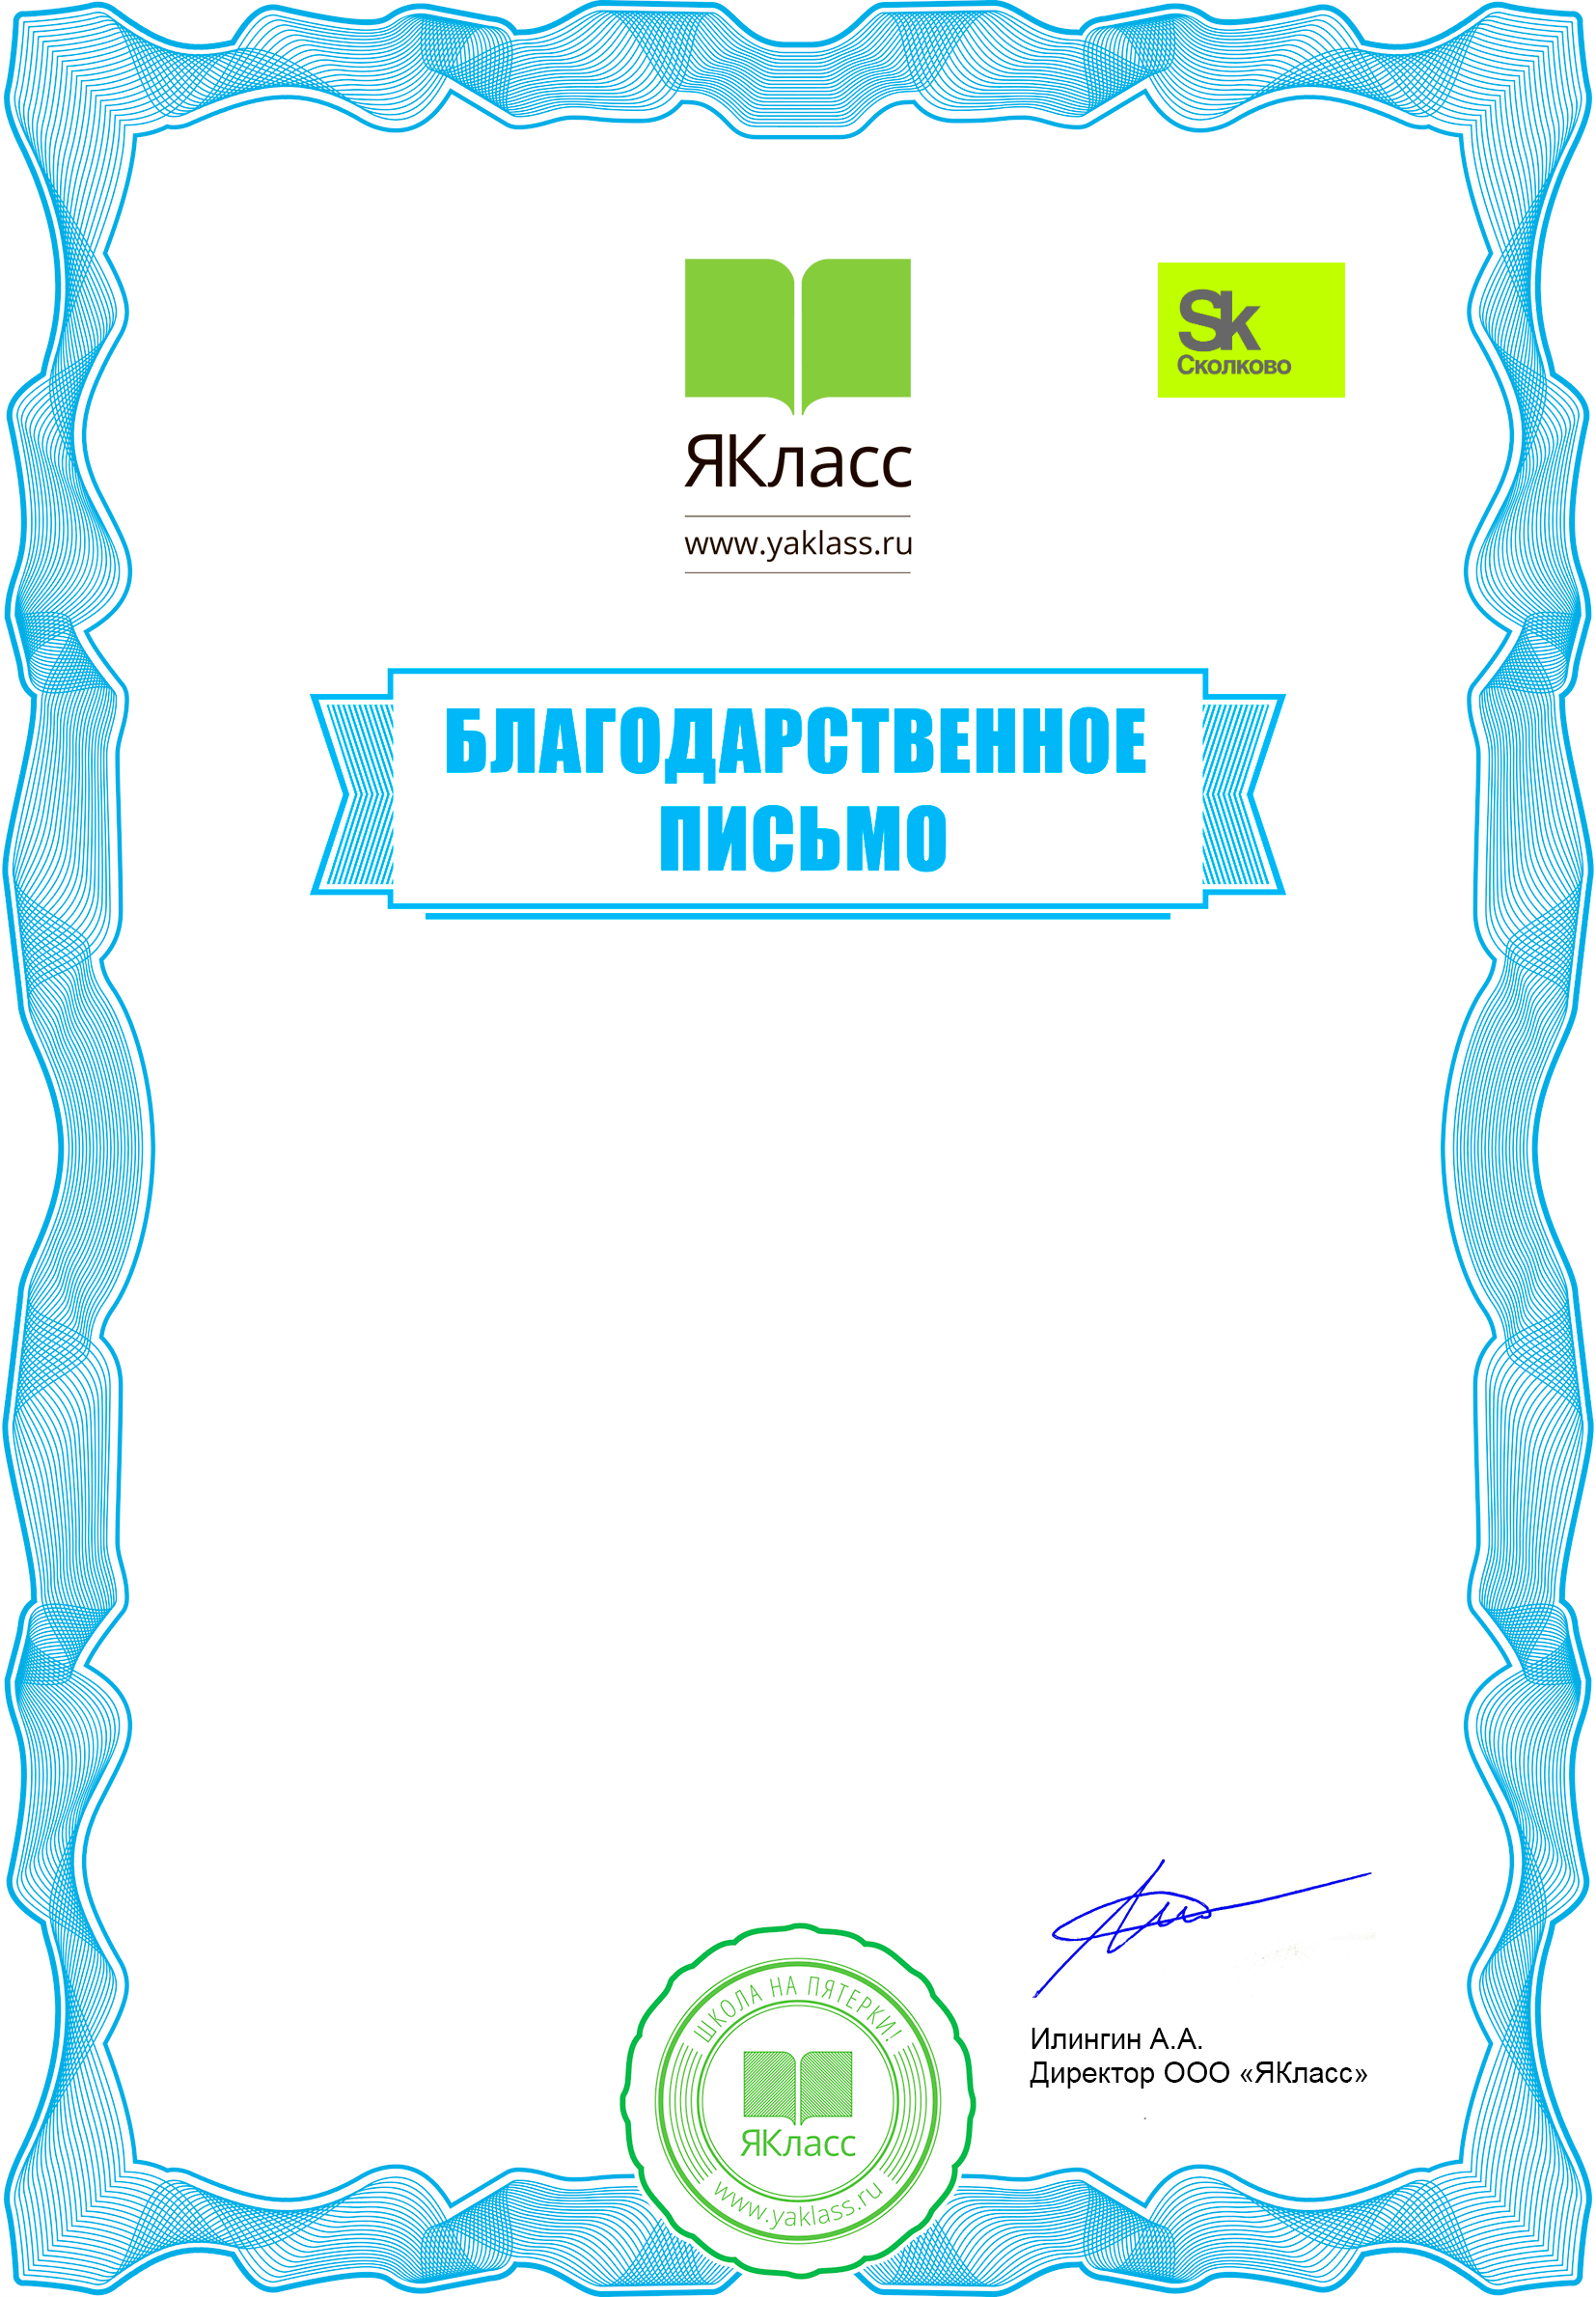 ЯКласс
www.yaklass.ru
Sk
Сколково
БЛАГОДАРСТВЕННОЕ
ПИСЬМО
Илингин А.А.
Директор ООО «ЯКласс»
ШКОЛА НА ПЯТЕРКИ!
ЯКласс
www.yaklass.ru